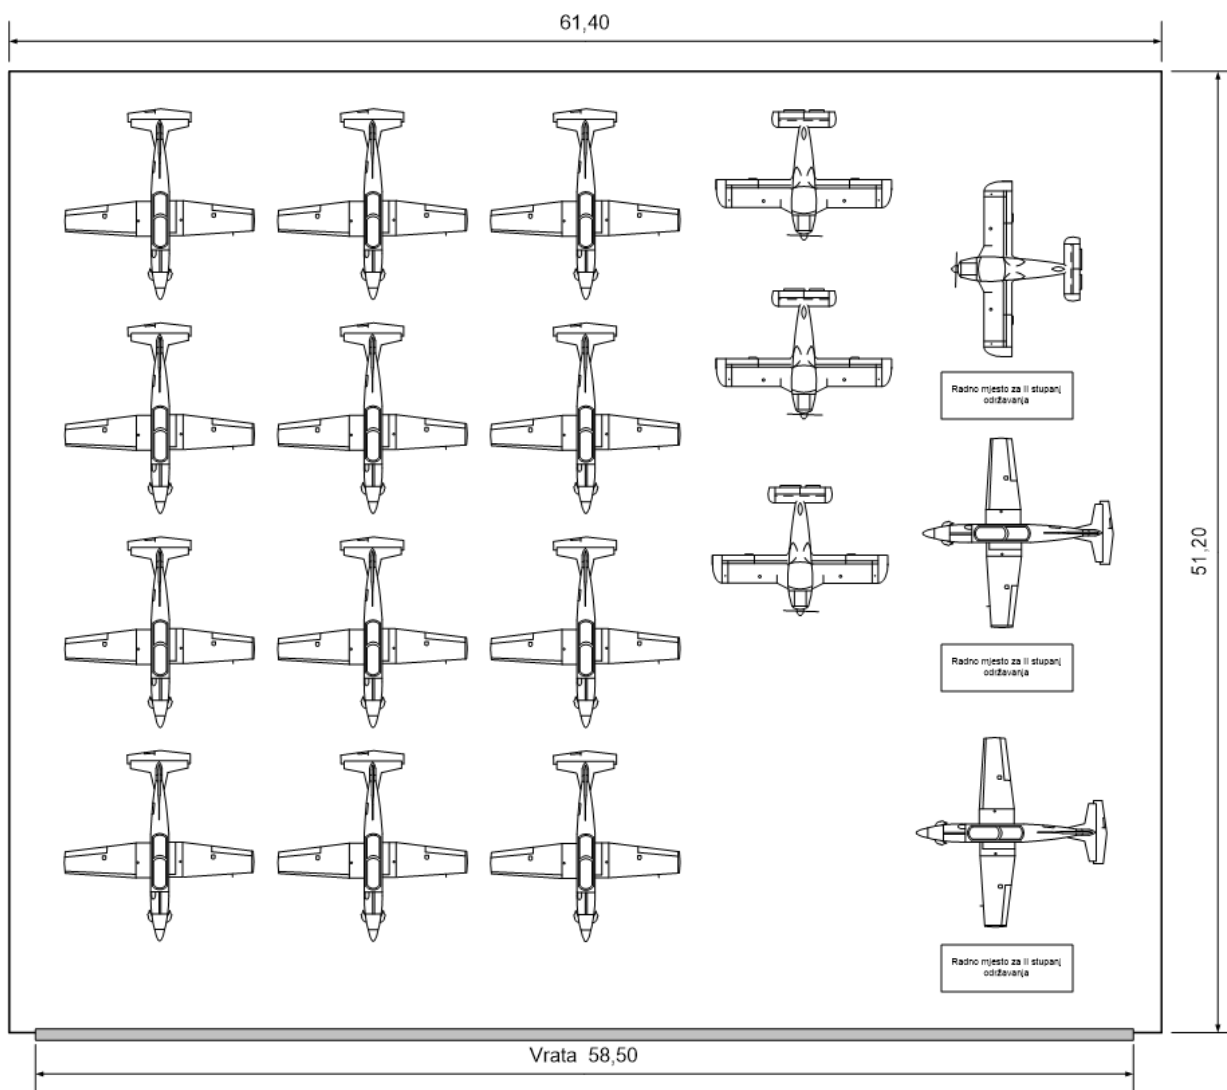 61,40
Radno mjesto za II stupanj
održavanja
51,20
Radno mjesto za II stupanj
održavanja
Radno mjesto za II stupanj
održavanja
Vrata 58,50